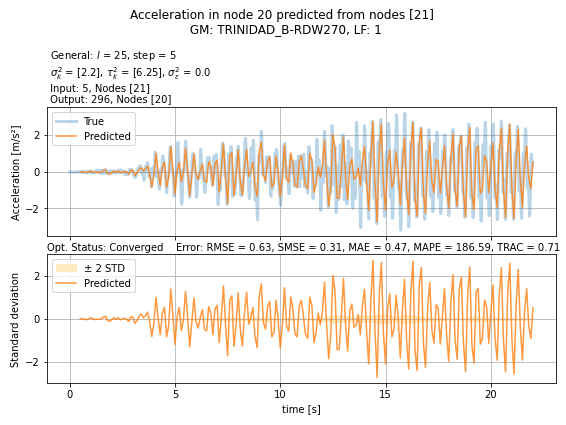 Acceleration in node 20 predicted from nodes [21]
GM: TRINIDAD_B-RDW270, LF: 1
General: l = 25, step = 5
σ²ₖ = [2.2], τ²ₖ = [6.25], σ²ε = 0.0
Input: 5, Nodes [21]
Output: 296, Nodes [20]
True
Predicted
Acceleration [m/s²]
2
0
−2
Opt. Status: Converged    Error: RMSE = 0.63, SMSE = 0.31, MAE = 0.47, MAPE = 186.59, TRAC = 0.71
± 2 STD
Predicted
Standard deviation
2
0
−2
0 5 10 15 20
time [s]